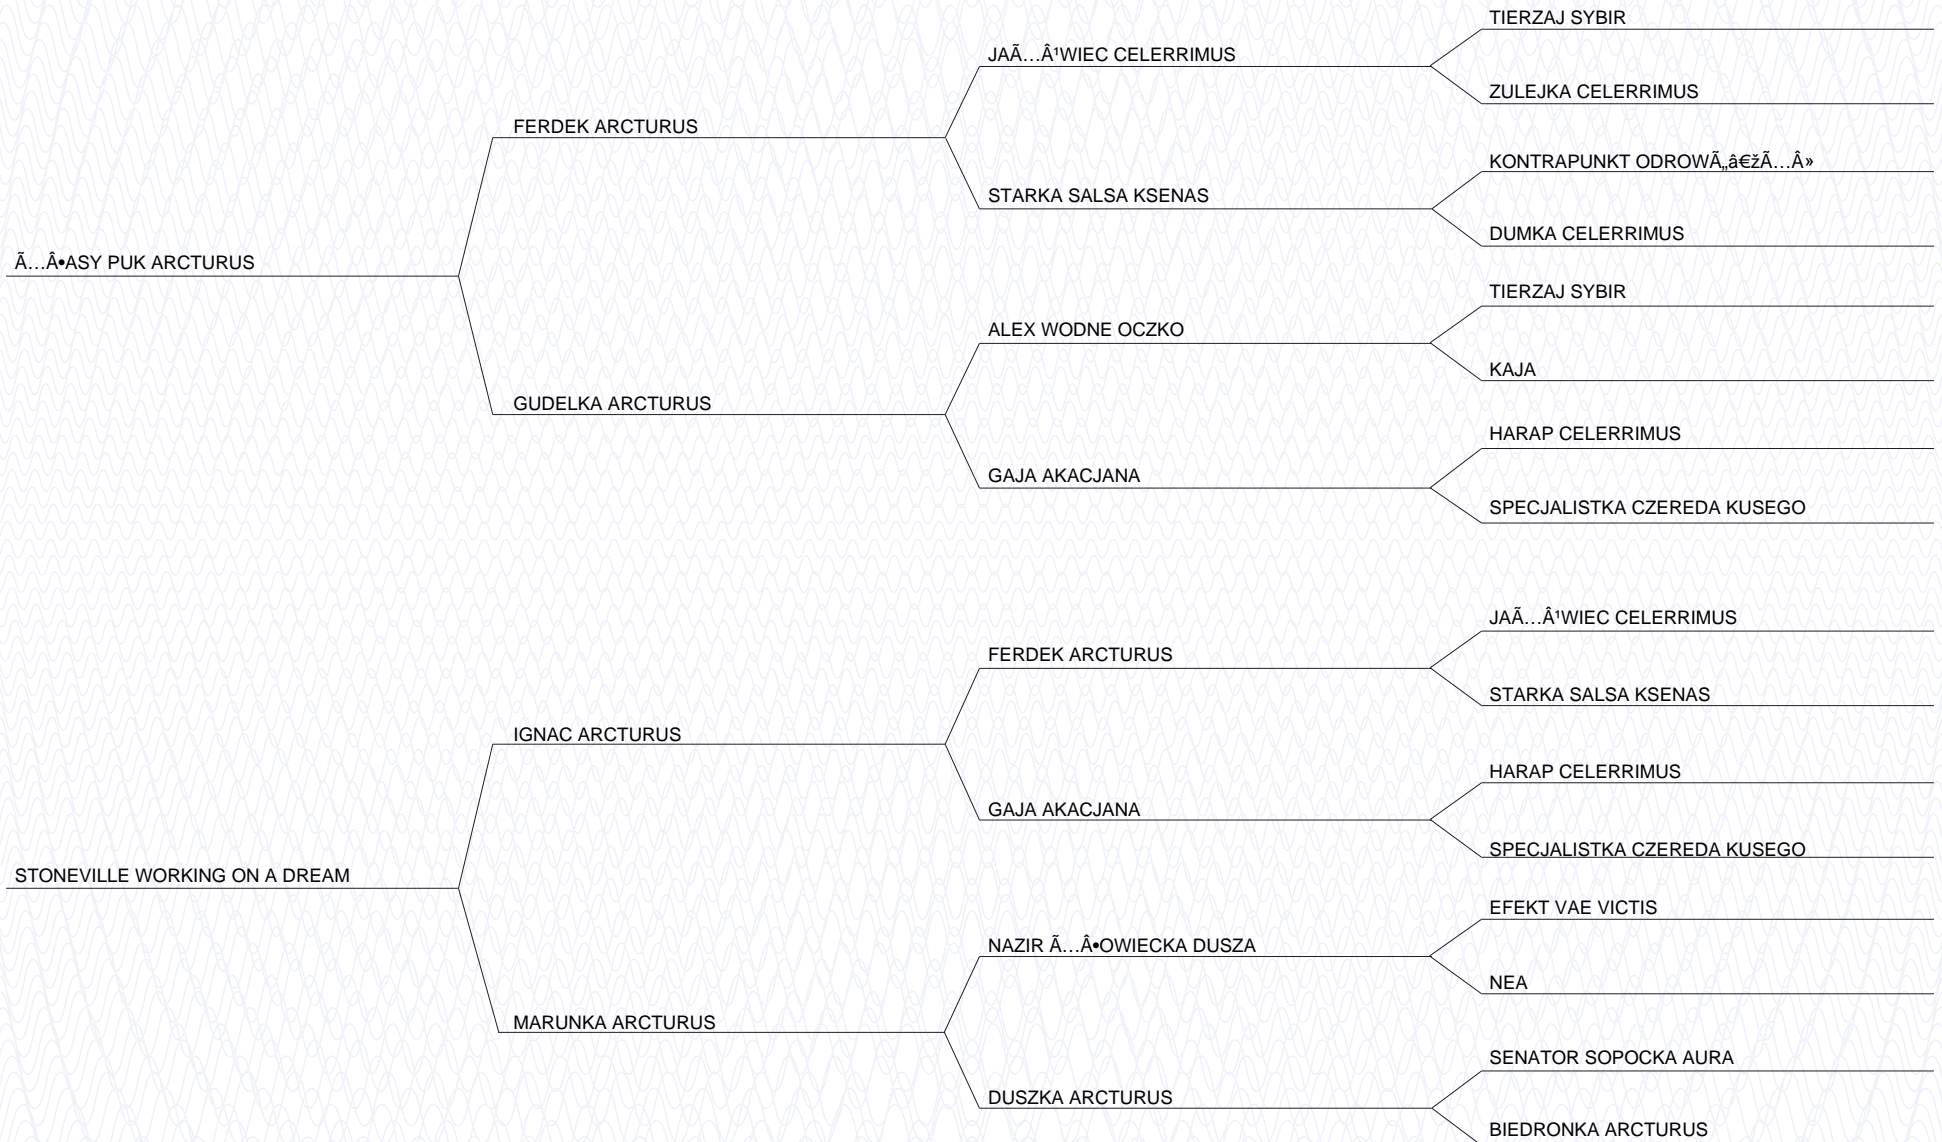 TIERZAJ SYBIR
JAÃ…Â¹WIEC CELERRIMUS
ZULEJKA CELERRIMUS
FERDEK ARCTURUS
KONTRAPUNKT ODROWÃ„â€žÃ…Â»
STARKA SALSA KSENAS
DUMKA CELERRIMUS
Ã…Â•ASY PUK ARCTURUS
TIERZAJ SYBIR
ALEX WODNE OCZKO
KAJA
GUDELKA ARCTURUS
HARAP CELERRIMUS
GAJA AKACJANA
SPECJALISTKA CZEREDA KUSEGO
JAÃ…Â¹WIEC CELERRIMUS
FERDEK ARCTURUS
STARKA SALSA KSENAS
IGNAC ARCTURUS
HARAP CELERRIMUS
GAJA AKACJANA
SPECJALISTKA CZEREDA KUSEGO
STONEVILLE WORKING ON A DREAM
EFEKT VAE VICTIS
NAZIR Ã…Â•OWIECKA DUSZA
NEA
MARUNKA ARCTURUS
SENATOR SOPOCKA AURA
DUSZKA ARCTURUS
BIEDRONKA ARCTURUS